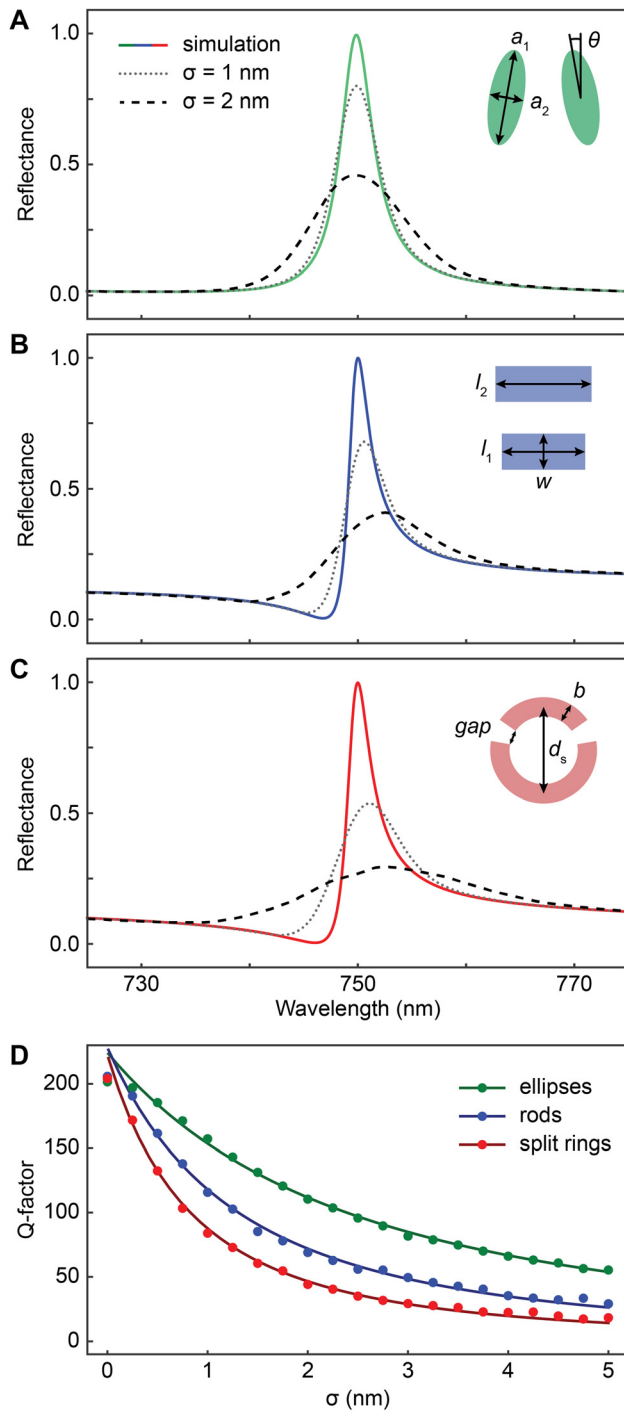 A
simulation
σ = 1 nm
σ = 2 nm
a1
a2
θ
Reflectance
1.0
0.5
0.0
B
l2
l1
w
Reflectance
1.0
0.5
0.0
C
b
gap
ds
Reflectance
1.0
0.5
0.0
730
750
770
Wavelength (nm)
D
ellipses
rods
split rings
Q-factor
200
150
100
50
0
0
1
2
3
4
5
σ (nm)